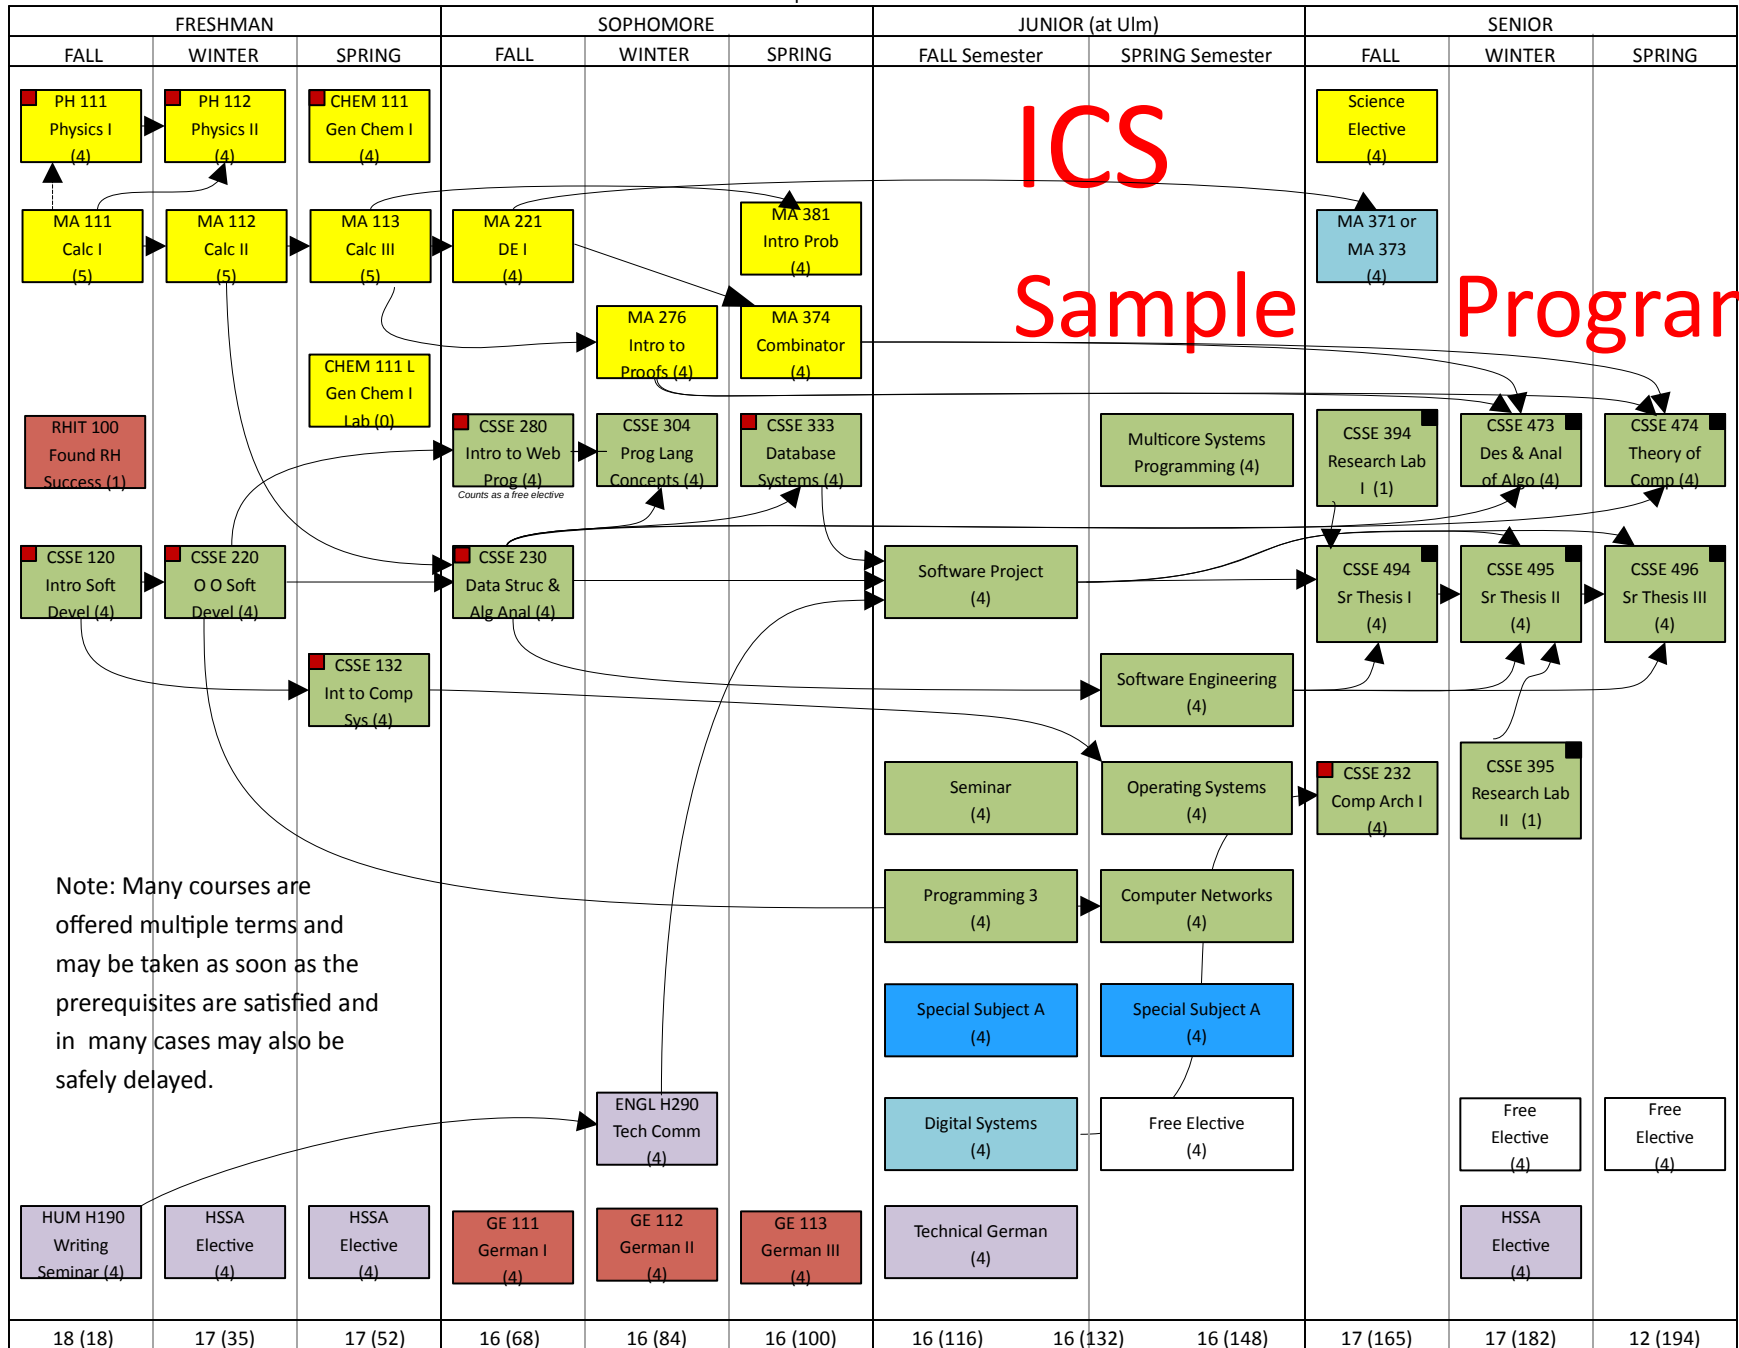 FRESHMAN SOPHOMORE JUNIOR (at Ulm) SENIOR
FALL WINTER SPRING FALL WINTER SPRING FALL Semester SPRING Semester FALL WINTER SPRING
PH 111
Physics I
(4)
PH 112
Physics II
(4)
CHEM 111
Gen Chem I
(4)
ICS
Science
Elective
(4)
MA 111
Calc I
(5)
MA 112
Calc II
(5)
MA 113
Calc III
(5)
MA 221
DE I
(4)
MA 381
Intro Prob
(4)
MA 371 or
MA 373
(4)
Sample Progra
MA 276
Intro to
Proofs (4)
MA 374
Combinator
(4)
CHEM 111 L
Gen Chem I
Lab (0)
RHIT 100
Found RH
Success (1)
CSSE 280
Intro to Web
Prog (4)
Counts as a free elective
CSSE 304
Prog Lang
Concepts (4)
CSSE 333
Database
Systems (4)
Multicore Systems
Programming (4)
CSSE 394
Research Lab
I (1)
CSSE 473
Des & Anal
of Algo (4)
CSSE 474
Theory of
Comp (4)
CSSE 120
Intro Soft
Devel (4)
CSSE 220
O O Soft
Devel (4)
CSSE 230
Data Struc &
Alg Anal (4)
Software Project
(4)
CSSE 494
Sr Thesis I
(4)
CSSE 495
Sr Thesis II
(4)
CSSE 496
Sr Thesis III
(4)
CSSE 132
Int to Comp
Sys (4)
Software Engineering
(4)
Seminar
(4)
Operating Systems
(4)
CSSE 232
Comp Arch I
(4)
CSSE 395
Research Lab
II (1)
Note: Many courses are
offered multiple terms and
may be taken as soon as the
prerequisites are satisfied and
in many cases may also be
safely delayed.
Programming 3
(4)
Computer Networks
(4)
Special Subject A
(4)
Special Subject A
(4)
ENGL H290
Tech Comm
(4)
Digital Systems
(4)
Free Elective
(4)
Free
Elective
(4)
Free
Elective
(4)
HUM H190
Writing
Seminar (4)
HSSA
Elective
(4)
HSSA
Elective
(4)
GE 111
German I
(4)
GE 112
German II
(4)
GE 113
German III
(4)
Technical German
(4)
HSSA
Elective
(4)
18 (18) 17 (35) 17 (52) 16 (68) 16 (84) 16 (100) 16 (116) 16 (132) 16 (148) 17 (165) 17 (182) 12 (194)